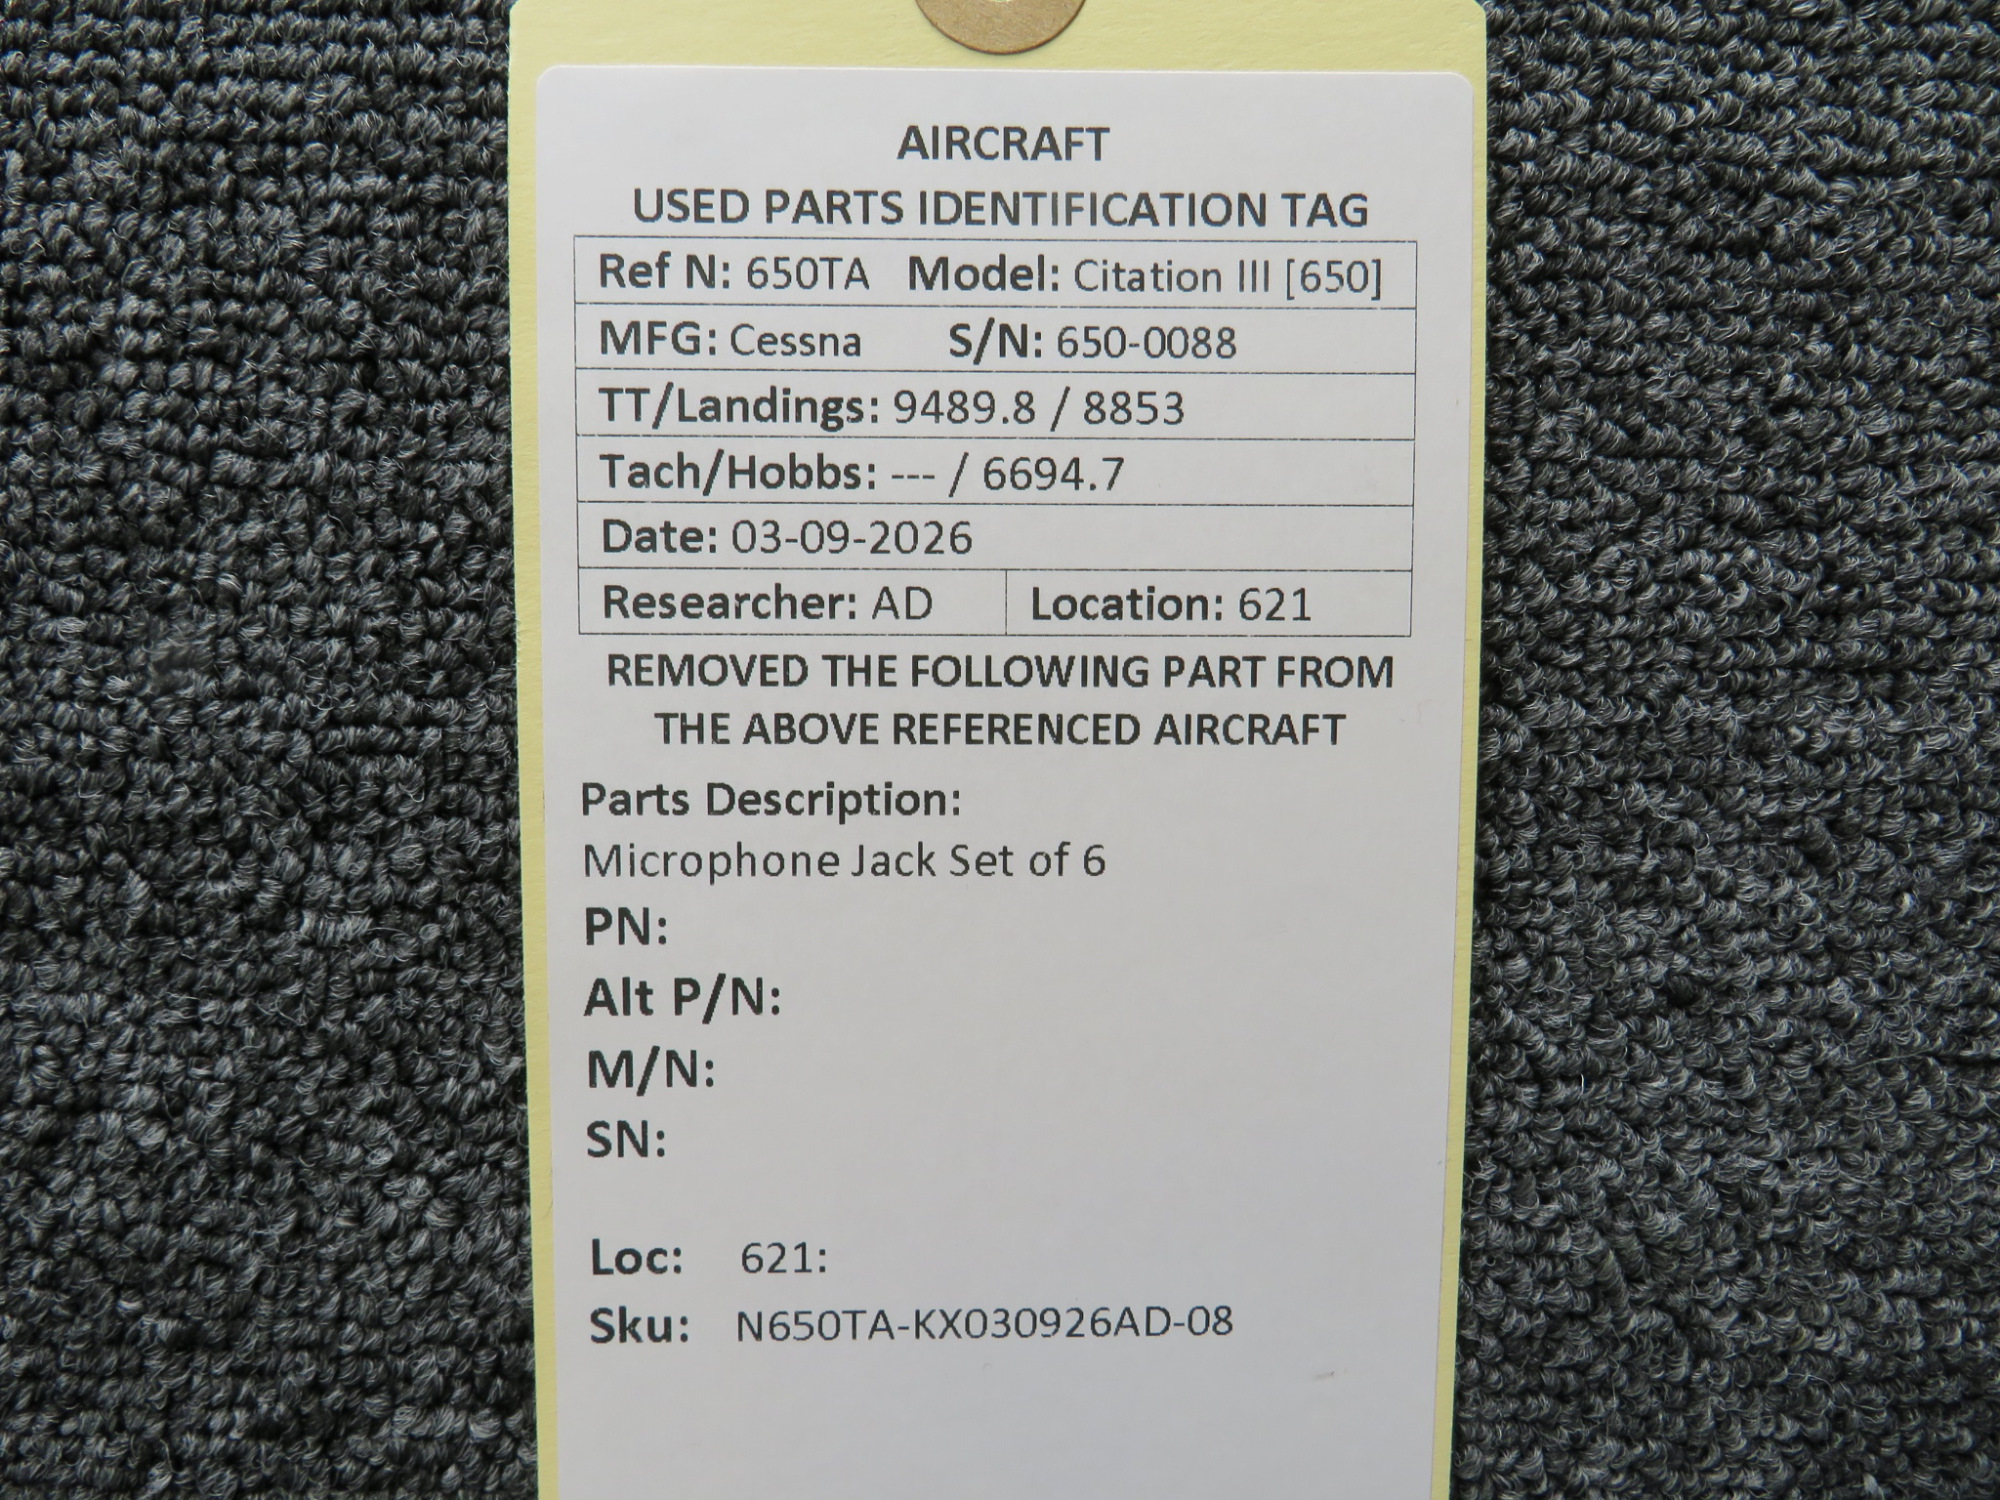 AIRCRAFT
USED PARTS IDENTIFICATION TAG
Ref N: 650TA Model: Citation III [650]
MFG: Cessna S/N: 650-0088
TT/Landings: 9489.8 / 8853
Tach/Hobbs: --- / 6694.7
Date: 03-09-2026
Researcher: AD Location: 621
REMOVED THE FOLLOWING PART FROM
THE ABOVE REFERENCED AIRCRAFT
Parts Description:
Microphone Jack Set of 6
PN:
Alt P/N:
M/N:
SN:
Loc: 621:
Sku: N650TA-KX030926AD-08